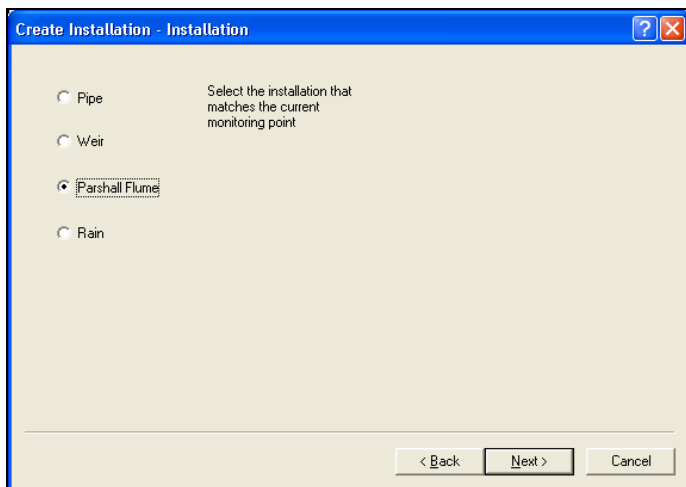 Create Installation - Installation
?
Pipe
Select the installation that
matches the current
monitoring point
Weir
Parshall Flume
Rain
< Back
Next >
Cancel